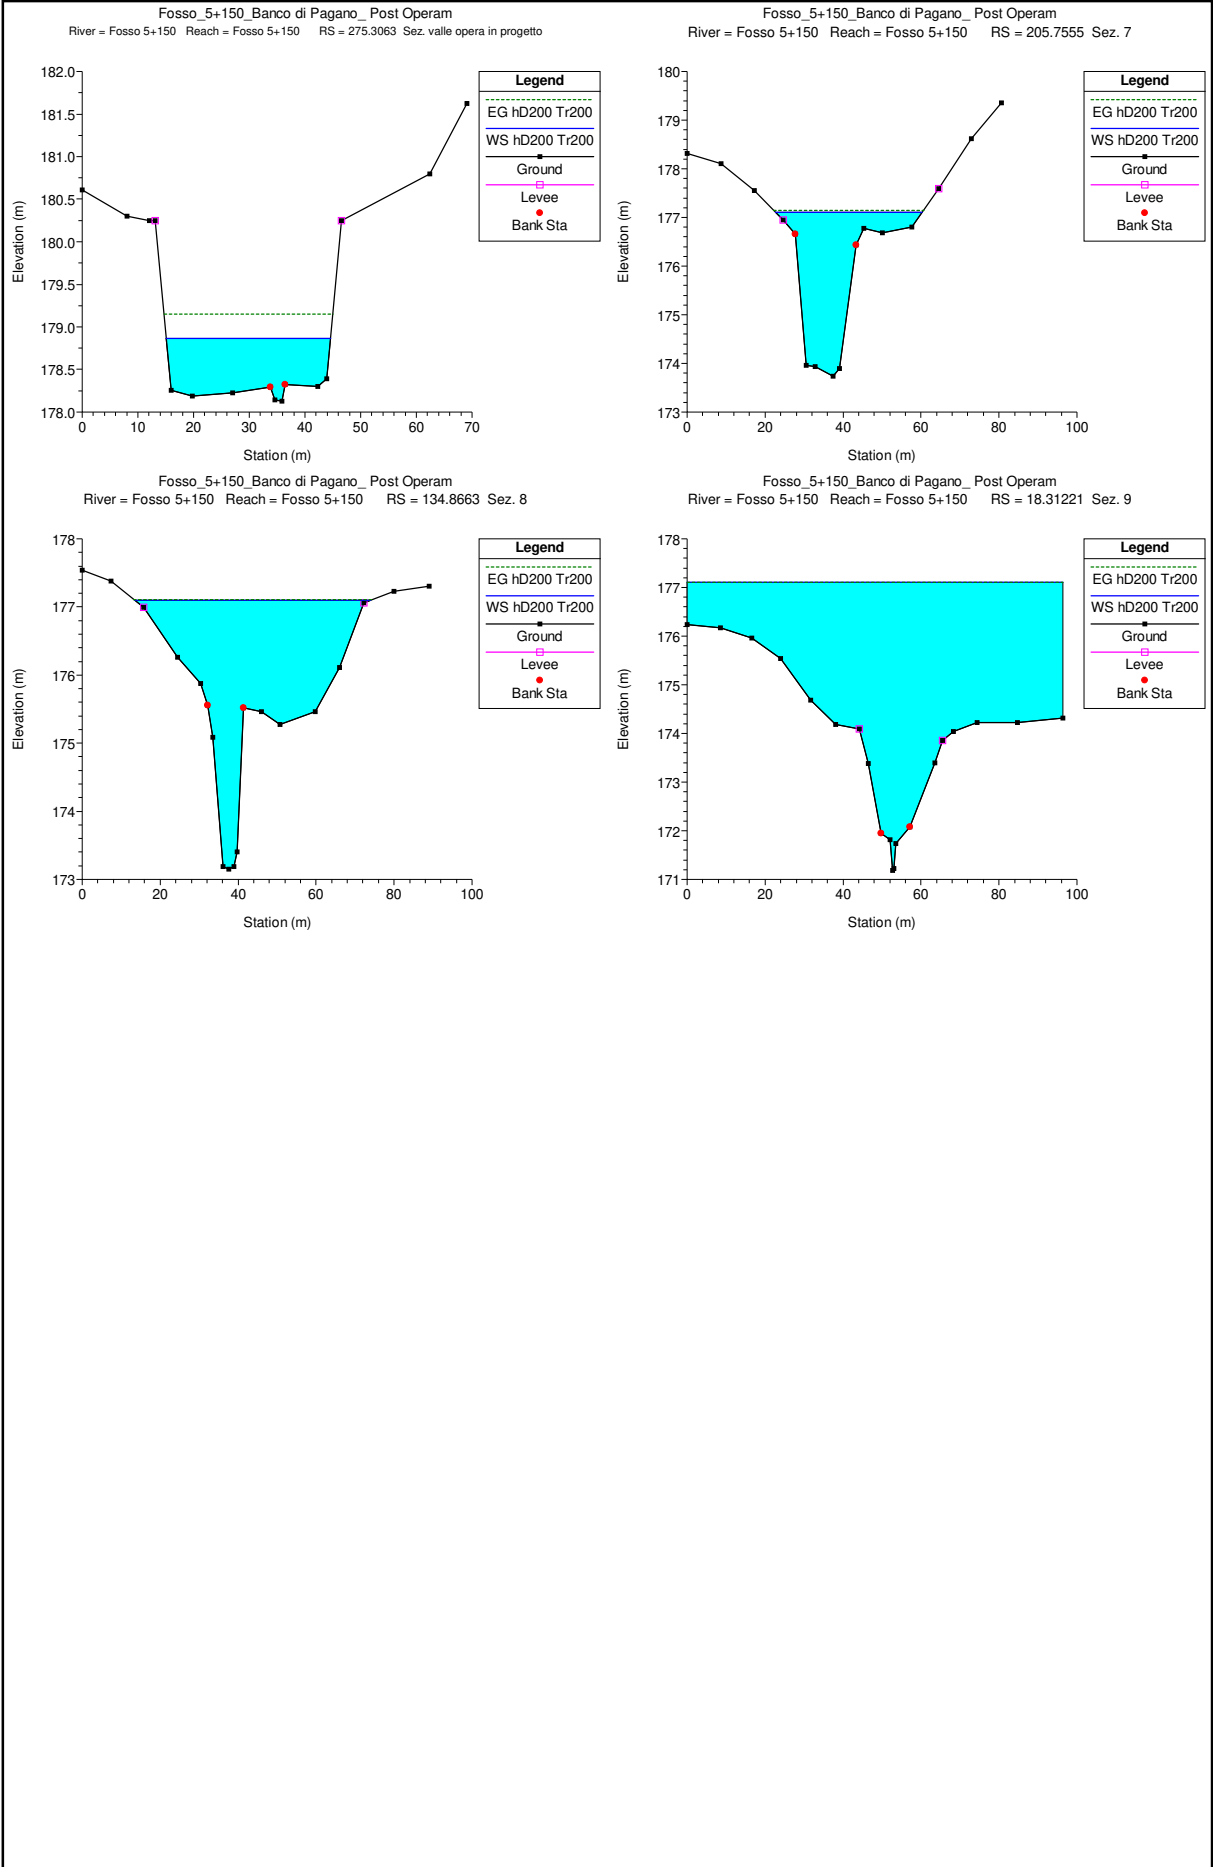 Fosso_5+150_Banco di Pagano_ Post Operam
River = Fosso 5+150 Reach = Fosso 5+150 RS = 275.3063 Sez. valle opera in progetto
182.0
181.5
181.0
180.5
180.0
179.5
179.0
178.5
178.0
Elevation (m)
0 10 20 30 40 50 60 70
Station (m)
Legend
EG hD200 Tr200
WS hD200 Tr200
Ground
Levee
Bank Sta
Fosso_5+150_Banco di Pagano_ Post Operam
River = Fosso 5+150 Reach = Fosso 5+150 RS = 205.7555 Sez. 7
180
179
178
177
176
175
174
173
Elevation (m)
0 20 40 60 80 100
Station (m)
Legend
EG hD200 Tr200
WS hD200 Tr200
Ground
Levee
Bank Sta
Fosso_5+150_Banco di Pagano_ Post Operam
River = Fosso 5+150 Reach = Fosso 5+150 RS = 134.8663 Sez. 8
178
177
176
175
174
173
Elevation (m)
0 20 40 60 80 100
Station (m)
Legend
EG hD200 Tr200
WS hD200 Tr200
Ground
Levee
Bank Sta
Fosso_5+150_Banco di Pagano_ Post Operam
River = Fosso 5+150 Reach = Fosso 5+150 RS = 18.31221 Sez. 9
178
177
176
175
174
173
172
171
Elevation (m)
0 20 40 60 80 100
Station (m)
Legend
EG hD200 Tr200
WS hD200 Tr200
Ground
Levee
Bank Sta